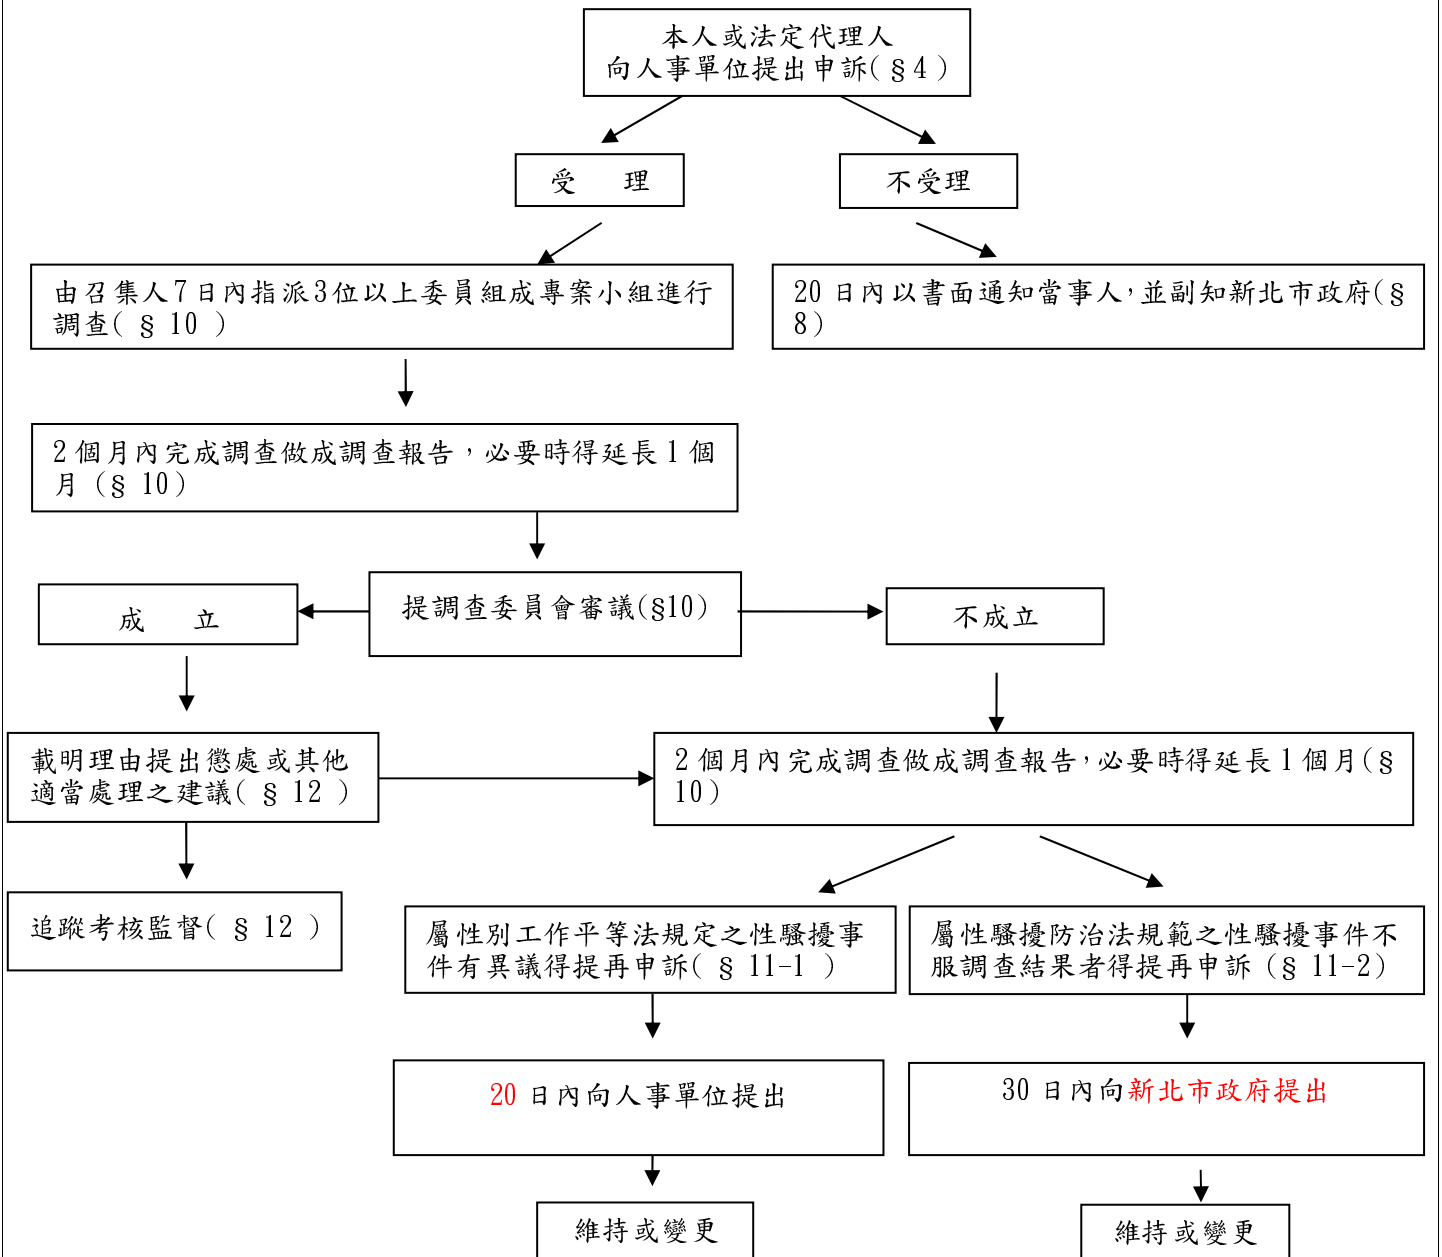 本人或法定代理人
向人事單位提出申訴(§4)
受　理
不受理
由召集人7日內指派3位以上委員組成專案小組進行
調查( § 10 )
20日內以書面通知當事人,並副知新北市政府(§
8)
2個月內完成調查做成調查報告，必要時得延長1個
月 (§ 10)
提調查委員會審議(§10)
成　立
不成立
載明理由提出懲處或其他
適當處理之建議( § 12 )
2個月內完成調查做成調查報告,必要時得延長1個月(§
10)
追蹤考核監督( § 12 )
屬性別工作平等法規定之性騷擾事
件有異議得提再申訴( § 11-1 )
屬性騷擾防治法規範之性騷擾事件不
服調查結果者得提再申訴 (§ 11-2)
20日內向人事單位提出
30日內向新北市政府提出
維持或變更
維持或變更